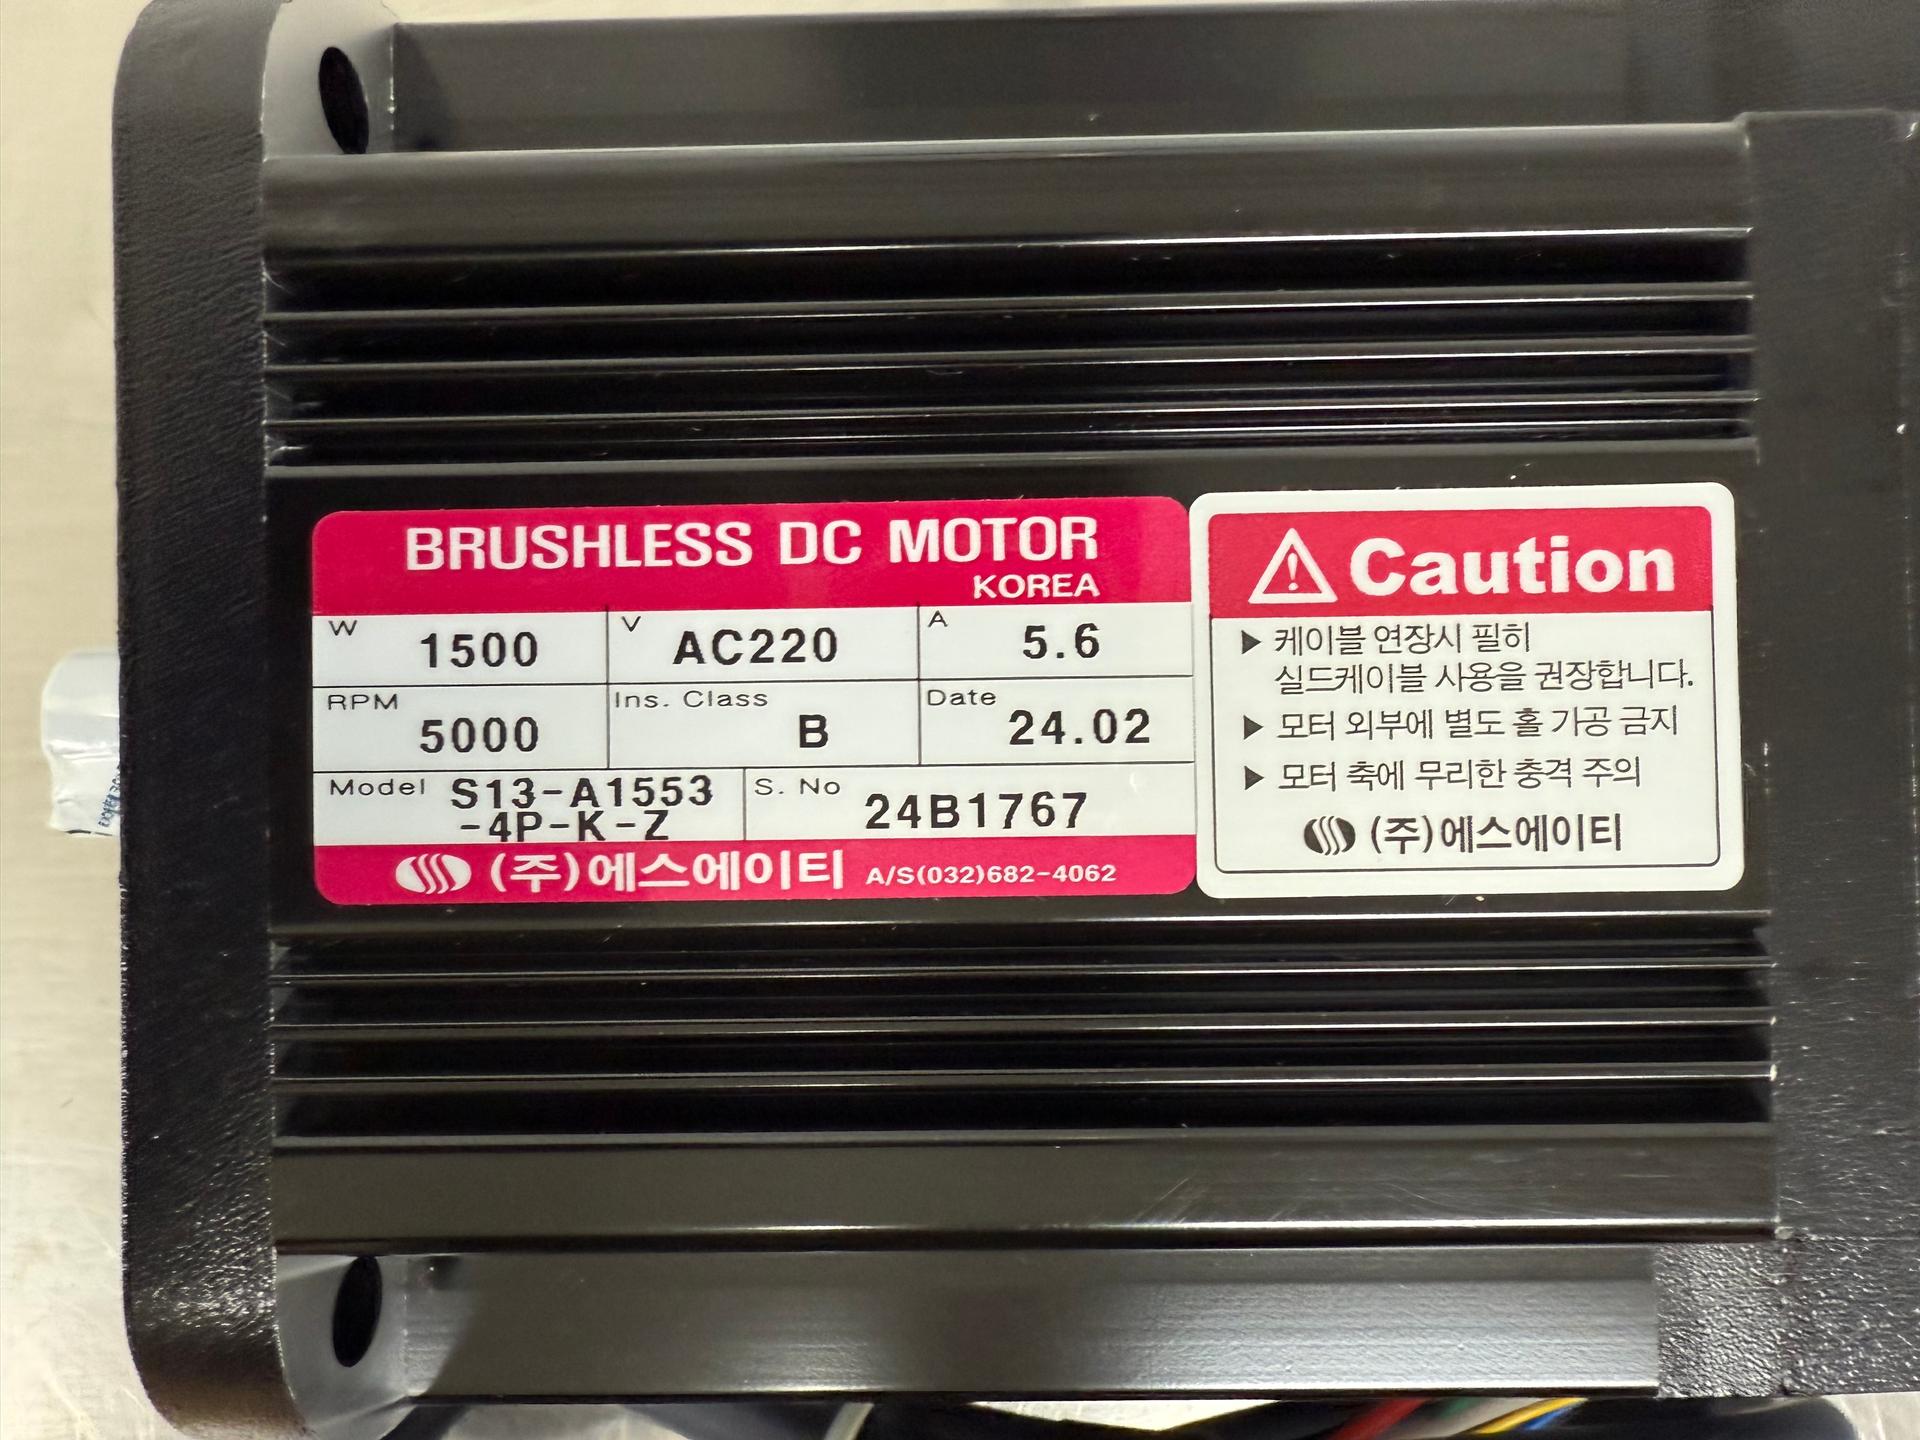 BRUSHLESS DC MOTOR
KOREA
W 1500 V AC220 A 5.6
RPM 5000 Ins. Class B Date 24.02
Model S13-A1553
-4P-K-Z
S. No 24B1767
(주)에스에이티 A/S(032)682-4062
Caution
▶ 케이블 연장시 필히
실드케이블 사용을 권장합니다.
▶ 모터 외부에 별도 홀 가공 금지
▶ 모터 축에 무리한 충격 주의
(주)에스에이티